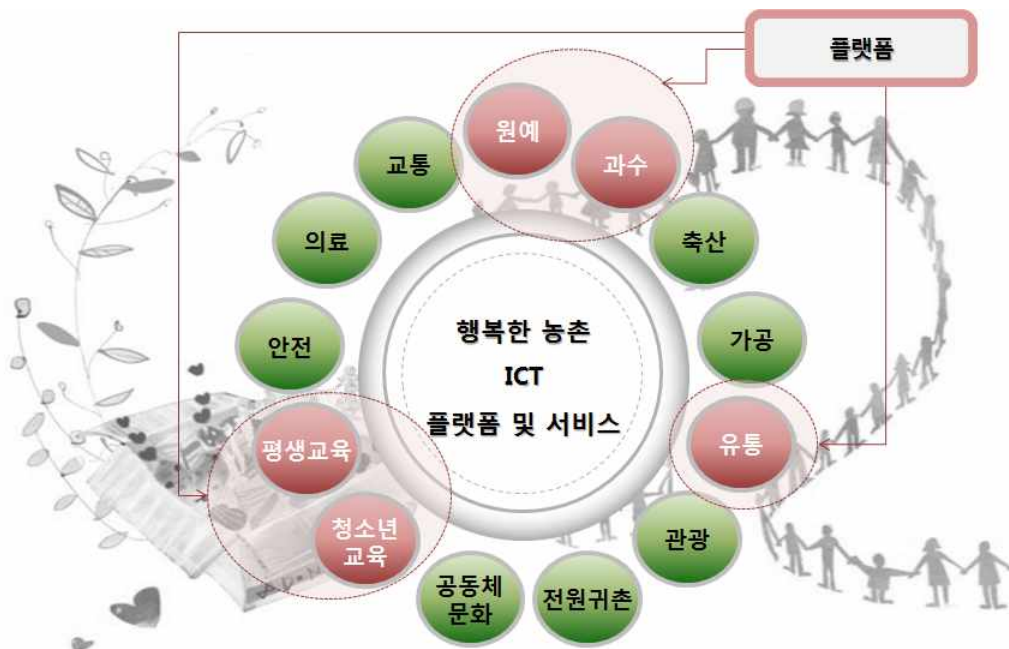 플랫폼
원예
과수
교통
축산
의료
행복한 농촌
ICT
플랫폼 및 서비스
안전
가공
평생교육
유통
청소년
교육
관광
공동체
문화
전원귀촌